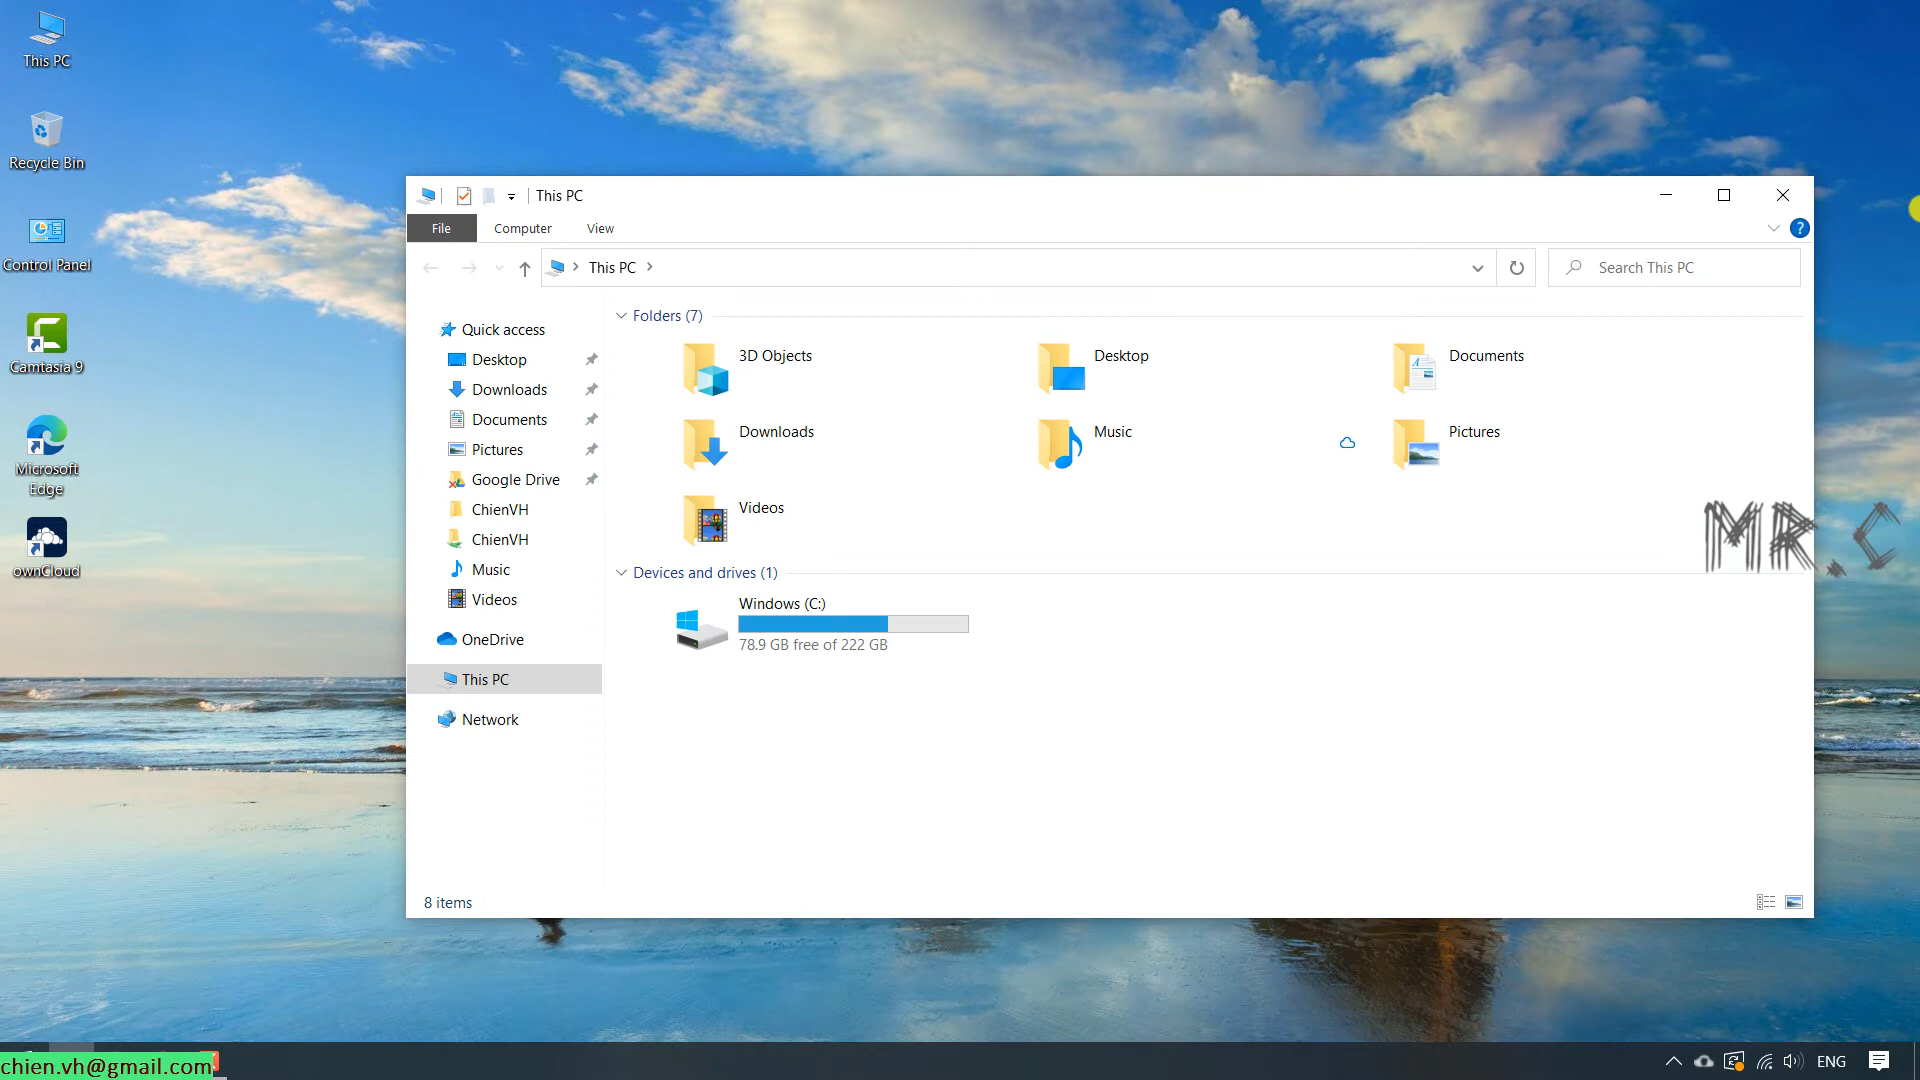 This PC
Recycle Bin
Control Panel
Camtasia 9
Microsoft
Edge
ownCloud
This PC
File
Computer
View
?
This PC
Search This PC
Quick access
Desktop
Downloads
Documents
Pictures
Google Drive
ChienVH
ChienVH
Music
Videos
OneDrive
This PC
Network
Folders (7)
3D Objects
Desktop
Documents
Downloads
Music
Pictures
Videos
Devices and drives (1)
Windows (C:)
78.9 GB free of 222 GB
8 items
MR.C
chien.vh@gmail.com
ENG